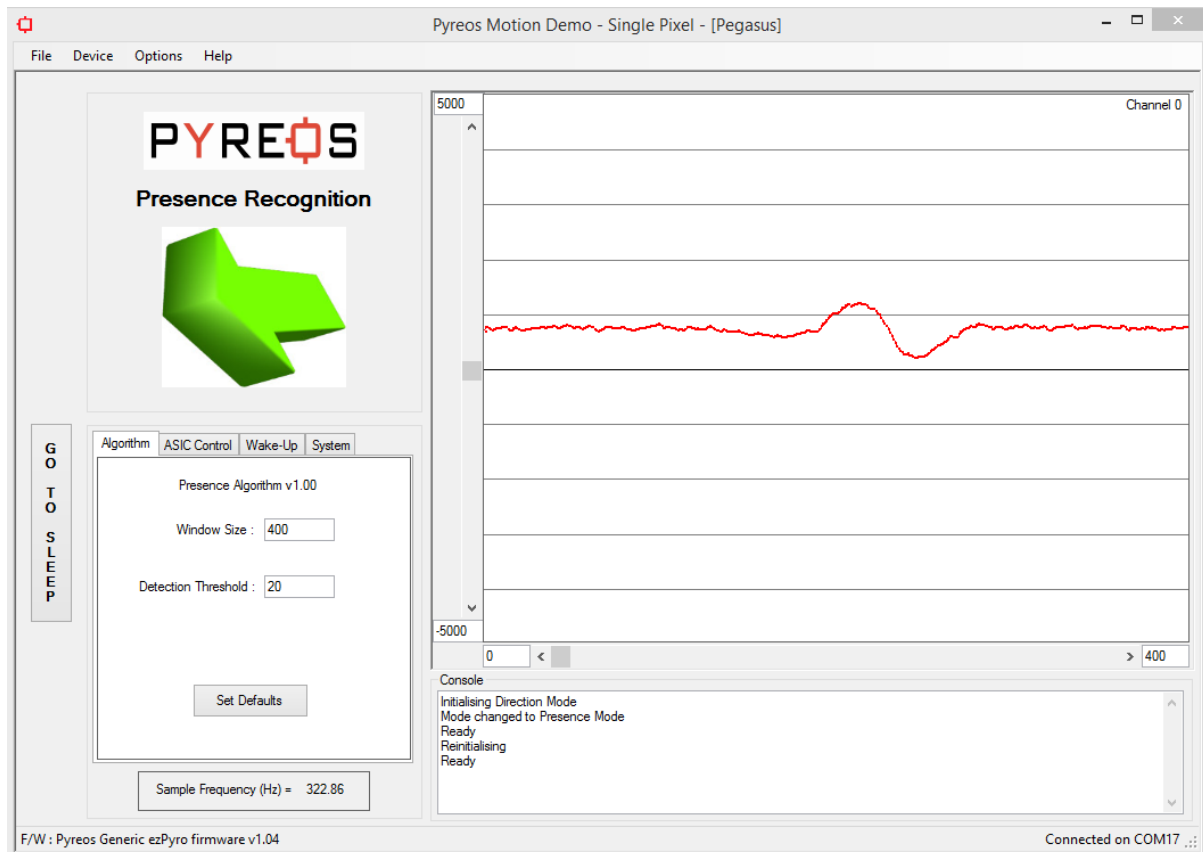 Pyreos Motion Demo - Single Pixel - [Pegasus]
File Device Options Help
PYREOS
Presence Recognition
GO TO SLEEP
Algorithm ASIC Control Wake-Up System
Presence Algorithm v1.00
Window Size : 400
Detection Threshold : 20
Set Defaults
Sample Frequency (Hz) = 322.86
5000
Channel 0
-5000
0 400
Console
Initialising Direction Mode
Mode changed to Presence Mode
Ready
Reinitialising
Ready
F/W : Pyreos Generic ezPyro firmware v1.04
Connected on COM17